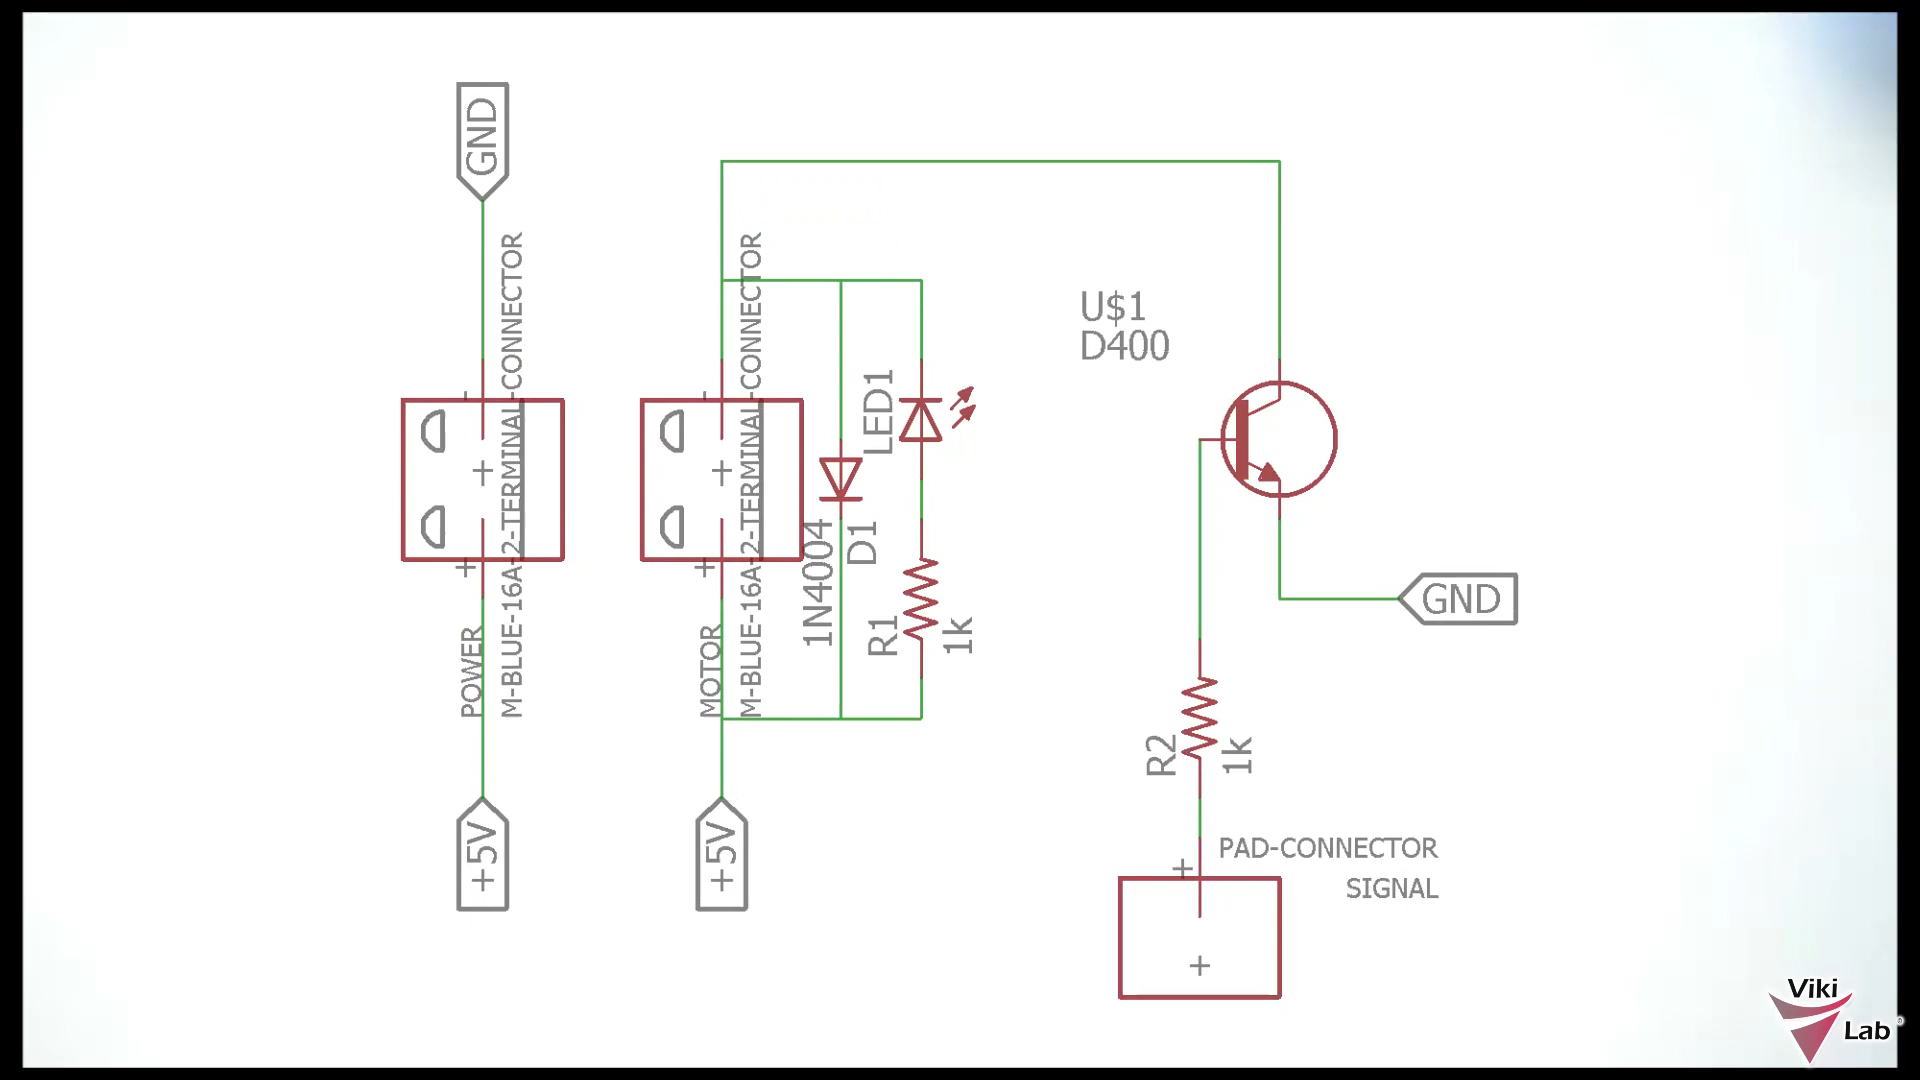 GND
M-BLUE-16A-2-TERMINAL-CONNECTOR
POWER
+5V
M-BLUE-16A-2-TERMINAL-CONNECTOR
MOTOR
+5V
1N4004
D1
LED1
R1
1k
U$1
D400
GND
R2
1k
PAD-CONNECTOR
SIGNAL
Viki
Lab